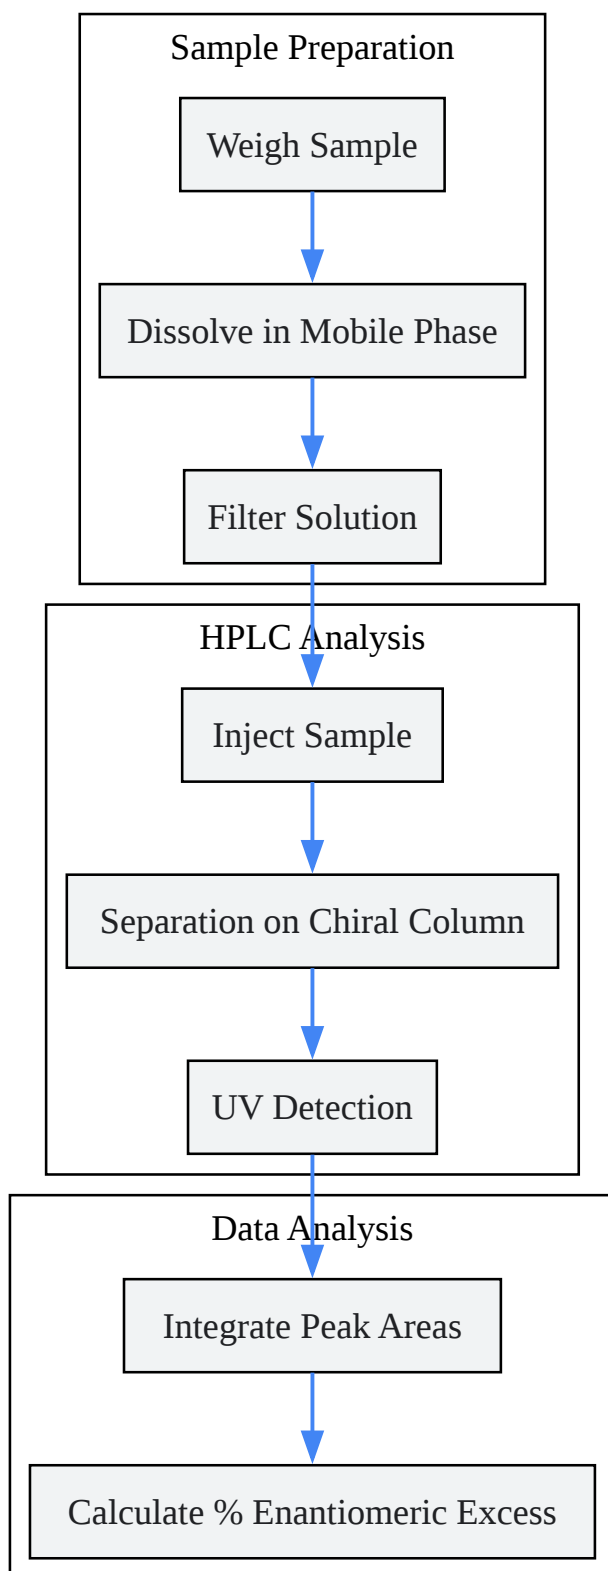 Sample Preparation
Weigh Sample
Dissolve in Mobile Phase
Filter Solution
HPLC Analysis
Inject Sample
Separation on Chiral Column
UV Detection
Data Analysis
Integrate Peak Areas
Calculate % Enantiomeric Excess